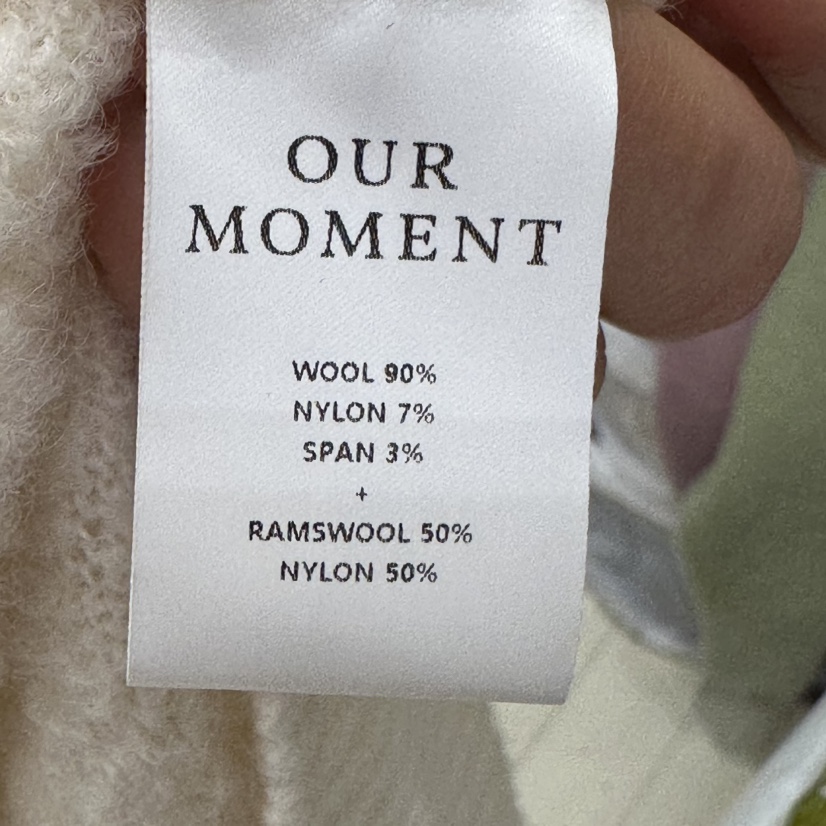 OUR
MOMENT
WOOL 90%
NYLON 7%
SPAN 3%
+
RAMSWOOL 50%
NYLON 50%